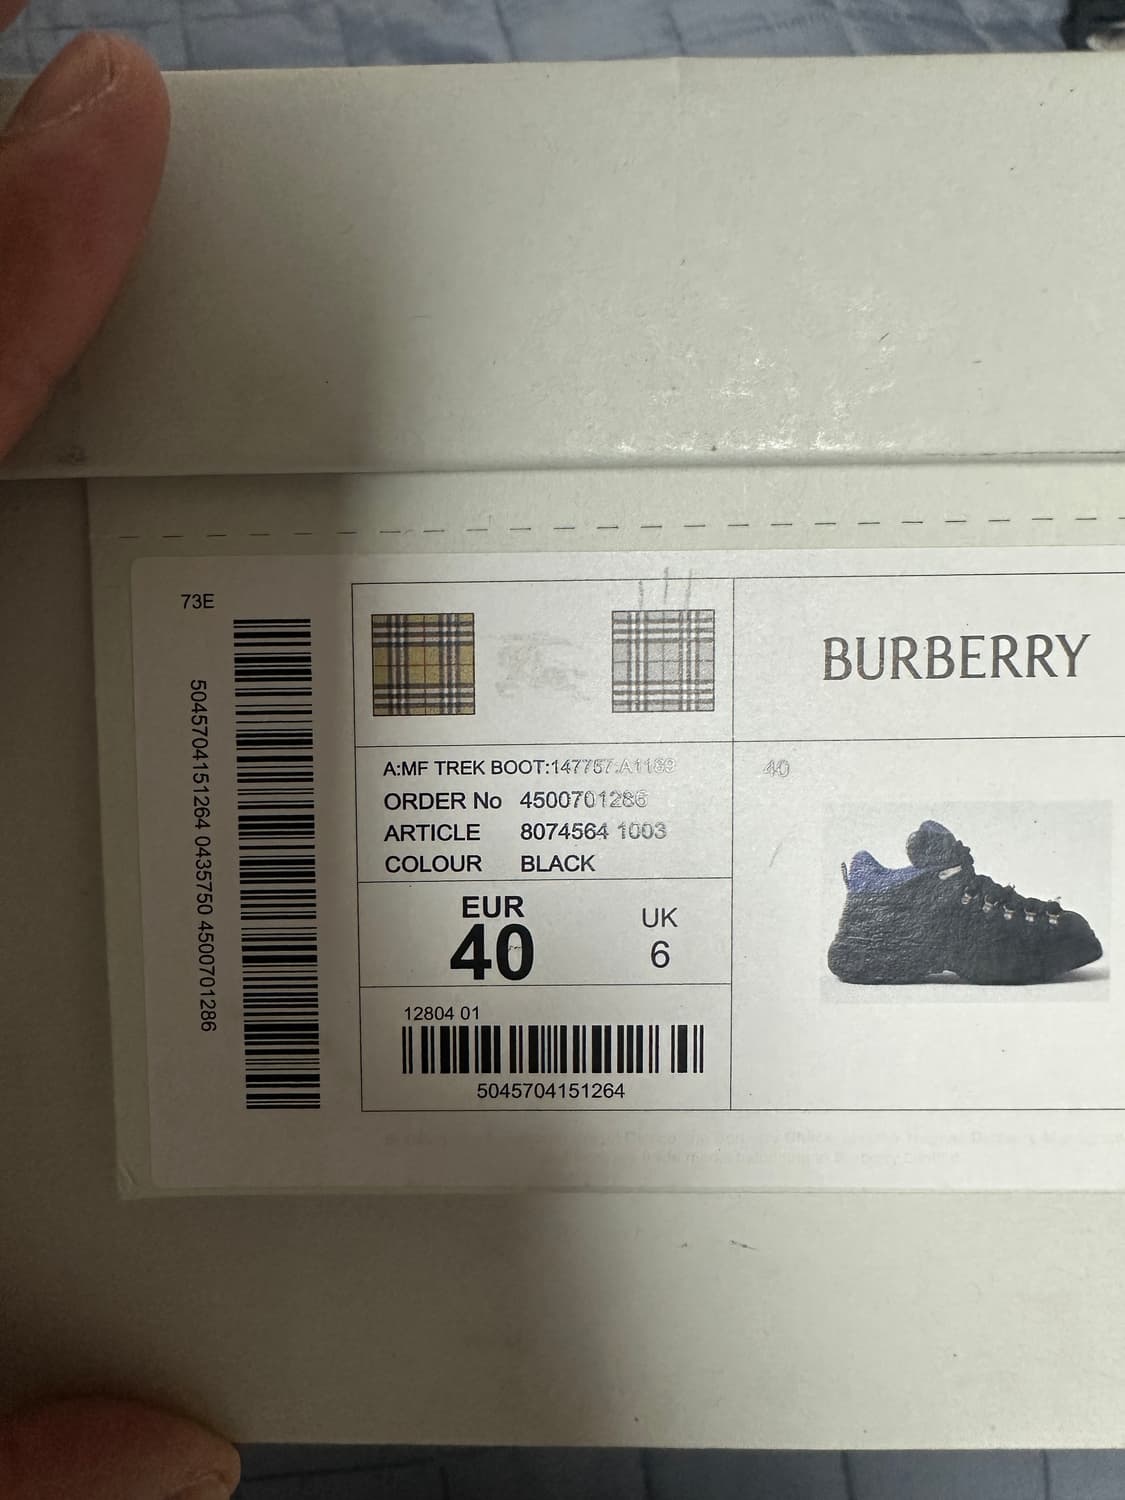 73E
5045704151264 0435750 4500701286
BURBERRY
A:MF TREK BOOT:147757:A1189
40
ORDER No 4500701286
ARTICLE 8074564 1003
COLOUR BLACK
EUR
40
UK
6
12804 01
5045704151264